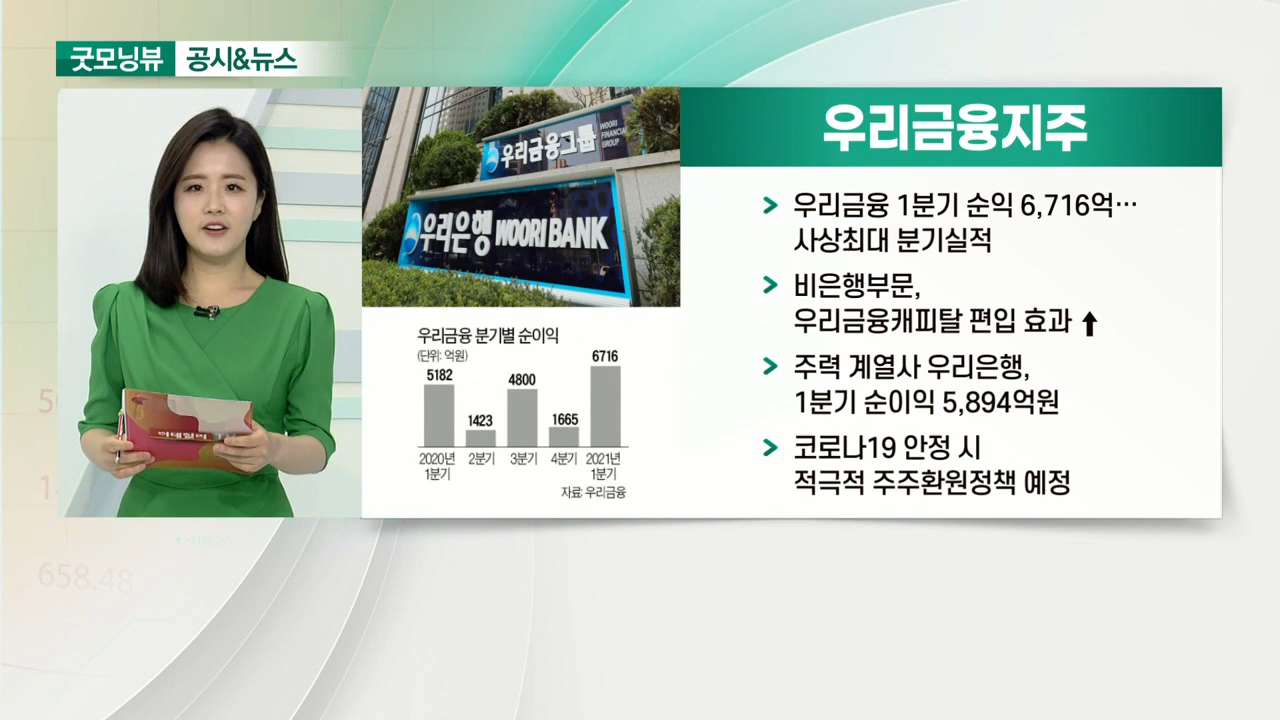 굿모닝뷰 공시&뉴스
우리금융그룹
WOORI
FINANCIAL
GROUP
우리은행 WOORI BANK
우리금융 분기별 순이익
(단위: 억원)
5182 1423 4800 1665 6716
2020년 2분기 3분기 4분기 2021년
1분기 1분기
자료: 우리금융
우리금융지주
우리금융 1분기 순익 6,716억…
사상최대 분기실적
비은행부문,
우리금융캐피탈 편입 효과 ⬆
주력 계열사 우리은행,
1분기 순이익 5,894억원
코로나19 안정 시
적극적 주주환원정책 예정
658.48